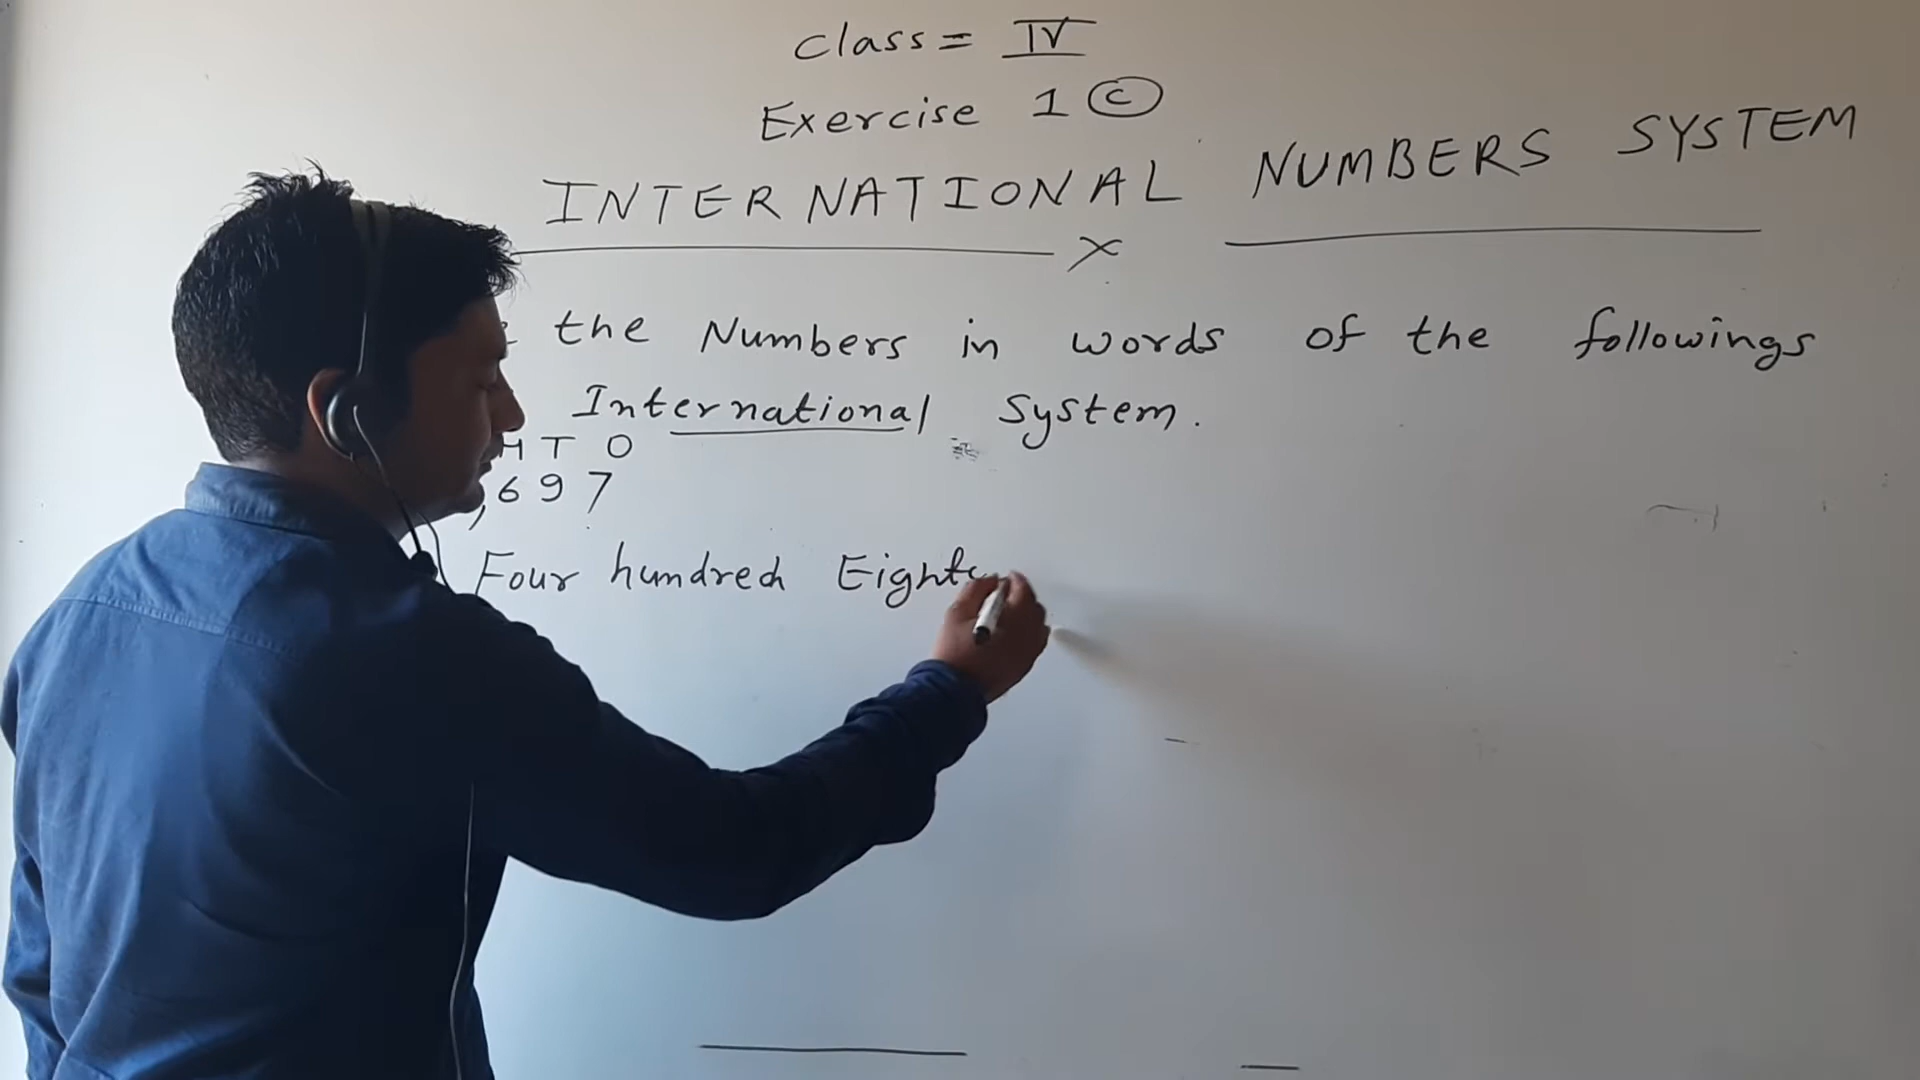 class = IV
Exercise 1 (C)
INTERNATIONAL NUMBERS SYSTEM
x
the Numbers in words of the followings
International System.
H T O
,697
Four hundred Eighty